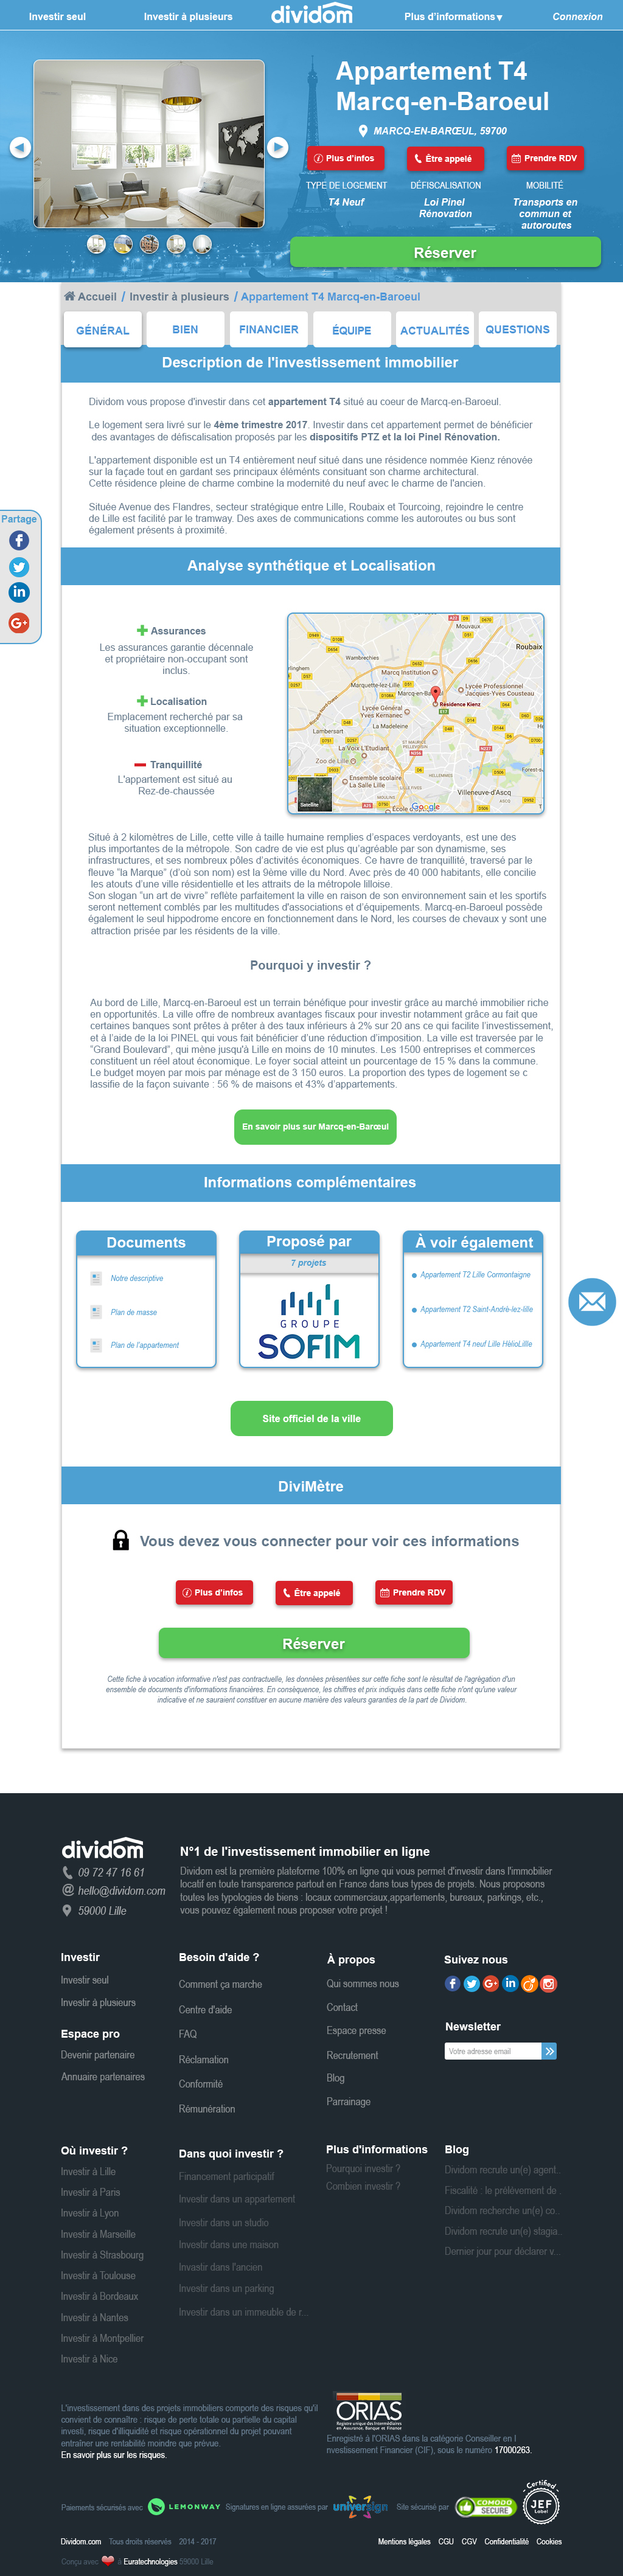 Investir seul
Investir à plusieurs
dividom
Plus d'informations▼
Connexion
Appartement T4
Marcq-en-Baroeul
MARCQ-EN-BARŒUL, 59700
Plus d'infos
Être appelé
Prendre RDV
TYPE DE LOGEMENT
DÉFISCALISATION
MOBILITÉ
T4 Neuf
Loi Pinel
Rénovation
Transports en
commun et
autoroutes
Réserver
Accueil / Investir à plusieurs / Appartement T4 Marcq-en-Baroeul
GÉNÉRAL
BIEN
FINANCIER
ÉQUIPE
ACTUALITÉS
QUESTIONS
Description de l'investissement immobilier
Dividom vous propose d'investir dans cet appartement T4 situé au coeur de Marcq-en-Baroeul.
Le logement sera livré sur le 4ème trimestre 2017. Investir dans cet appartement permet de bénéficier
des avantages de défiscalisation proposés par les dispositifs PTZ et la loi Pinel Rénovation.
L'appartement disponible est un T4 entièrement neuf situé dans une résidence nommée Kienz rénovée
sur la façade tout en gardant ses principaux éléments consituant son charme architectural.
Cette résidence pleine de charme combine la modernité du neuf avec le charme de l'ancien.
Située Avenue des Flandres, secteur stratégique entre Lille, Roubaix et Tourcoing, rejoindre le centre
de Lille est facilité par le tramway. Des axes de communications comme les autoroutes ou bus sont
également présents à proximité.
Partage
Analyse synthétique et Localisation
Assurances
Les assurances garantie décennale
et propriétaire non-occupant sont
inclus.
Localisation
Emplacement recherché par sa
situation exceptionnelle.
Tranquillité
L'appartement est situé au
Rez-de-chaussée
Mouvaux
Roubaix
Wambrechies
Marcq Institution
Marquette-lez-Lille
Lycée Professionnel
Jacques-Yves Cousteau
Résidence Kienz
Lycée Général
Yves Kernanec
La Madeleine
Lambersart
La Voix L'Etudiant
Zoo de Lille
Ensemble scolaire
La Salle Lille
Villeneuve-d'Ascq
Satellite
Google
Situé à 2 kilomètres de Lille, cette ville à taille humaine remplies d'espaces verdoyants, est une des
plus importantes de la métropole. Son cadre de vie est plus qu'agréable par son dynamisme, ses
infrastructures, et ses nombreux pôles d'activités économiques. Ce havre de tranquillité, traversé par le
fleuve "la Marque" (d'où son nom) est la 9ème ville du Nord. Avec près de 40 000 habitants, elle concilie
les atouts d'une ville résidentielle et les attraits de la métropole lilloise.
Son slogan "un art de vivre" reflète parfaitement la ville en raison de son environnement sain et les sportifs
seront nettement comblés par les multitudes d'associations et d'équipements. Marcq-en-Baroeul possède
également le seul hippodrome encore en fonctionnement dans le Nord, les courses de chevaux y sont une
attraction prisée par les résidents de la ville.
Pourquoi y investir ?
Au bord de Lille, Marcq-en-Baroeul est un terrain bénéfique pour investir grâce au marché immobilier riche
en opportunités. La ville offre de nombreux avantages fiscaux pour investir notamment grâce au fait que
certaines banques sont prêtes à prêter à des taux inférieurs à 2% sur 20 ans ce qui facilite l'investissement,
et à l'aide de la loi PINEL qui vous fait bénéficier d'une réduction d'imposition. La ville est traversée par le
"Grand Boulevard", qui mène jusqu'à Lille en moins de 10 minutes. Les 1500 entreprises et commerces
constituent un réel atout économique. Le foyer social atteint un pourcentage de 15 % dans la commune.
Le budget moyen par mois par ménage est de 3 150 euros. La proportion des types de logement se c
lassifie de la façon suivante : 56 % de maisons et 43% d'appartements.
En savoir plus sur Marcq-en-Barœul
Informations complémentaires
Documents
Notre descriptive
Plan de masse
Plan de l'appartement
Proposé par
7 projets
GROUPE
SOFIM
À voir également
Appartement T2 Lille Cormontaigne
Appartement T2 Saint-André-lez-lille
Appartement T4 neuf Lille HélioLillle
Site officiel de la ville
DiviMètre
Vous devez vous connecter pour voir ces informations
Plus d'infos
Être appelé
Prendre RDV
Réserver
Cette fiche à vocation informative n'est pas contractuelle, les données présentées sur cette fiche sont le résultat de l'agrégation d'un
ensemble de documents d'informations financières. En conséquence, les chiffres et prix indiqués dans cette fiche n'ont qu'une valeur
indicative et ne sauraient constituer en aucune manière des valeurs garanties de la part de Dividom.
dividom
09 72 47 16 61
hello@dividom.com
59000 Lille
N°1 de l'investissement immobilier en ligne
Dividom est la première plateforme 100% en ligne qui vous permet d'investir dans l'immobilier
locatif en toute transparence partout en France dans tous types de projets. Nous proposons
toutes les typologies de biens : locaux commerciaux,appartements, bureaux, parkings, etc.,
vous pouvez également nous proposer votre projet !
Investir
Investir seul
Investir à plusieurs
Espace pro
Devenir partenaire
Annuaire partenaires
Besoin d'aide ?
Comment ça marche
Centre d'aide
FAQ
Réclamation
Conformité
Rémunération
À propos
Qui sommes nous
Contact
Espace presse
Recrutement
Blog
Parrainage
Suivez nous
Newsletter
Votre adresse email
Où investir ?
Investir à Lille
Investir à Paris
Investir à Lyon
Investir à Marseille
Investir à Strasbourg
Investir à Toulouse
Investir à Bordeaux
Investir à Nantes
Investir à Montpellier
Investir à Nice
Dans quoi investir ?
Financement participatif
Investir dans un appartement
Investir dans un studio
Investir dans une maison
Invastir dans l'ancien
Investir dans un parking
Investir dans un immeuble de r...
Plus d'informations
Pourquoi investir ?
Combien investir ?
Blog
Dividom recrute un(e) agent..
Fiscalité : le prélèvement de .
Dividom recherche un(e) co..
Dividom recrute un(e) stagia..
Dernier jour pour déclarer v...
L'investissement dans des projets immobiliers comporte des risques qu'il
convient de connaître : risque de perte totale ou partielle du capital
investi, risque d'illiquidité et risque opérationnel du projet pouvant
entraîner une rentabilité moindre que prévue.
En savoir plus sur les risques.
ORIAS
Registre unique des Intermédiaires
en Assurance, Banque et Finance
Enregistré à l'ORIAS dans la catégorie Conseiller en I
nvestissement Financier (CIF), sous le numéro 17000263.
Paiements sécurisés avec
LEMONWAY
Signatures en ligne assurées par
universign
Site sécurisé par
COMODO
SECURE
Certified
JEF
Label
Dividom.com Tous droits réservés 2014 - 2017
Mentions légales CGU CGV Confidentialité Cookies
Conçu avec à Euratechnologies 59000 Lille